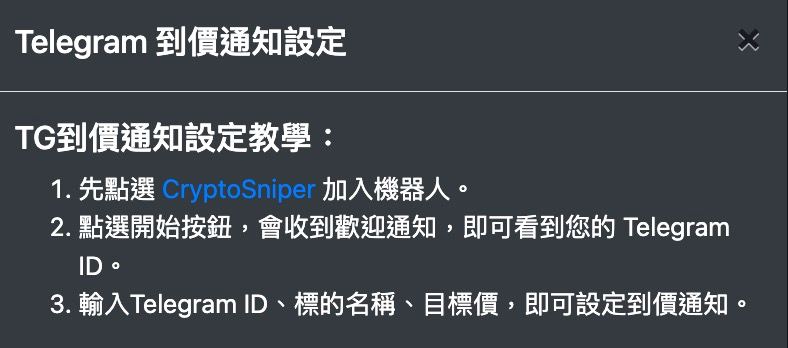 Telegram 到價通知設定
TG到價通知設定教學：
1. 先點選 CryptoSniper 加入機器人。
2. 點選開始按鈕，會收到歡迎通知，即可看到您的 Telegram
ID。
3. 輸入Telegram ID、標的名稱、目標價，即可設定到價通知。